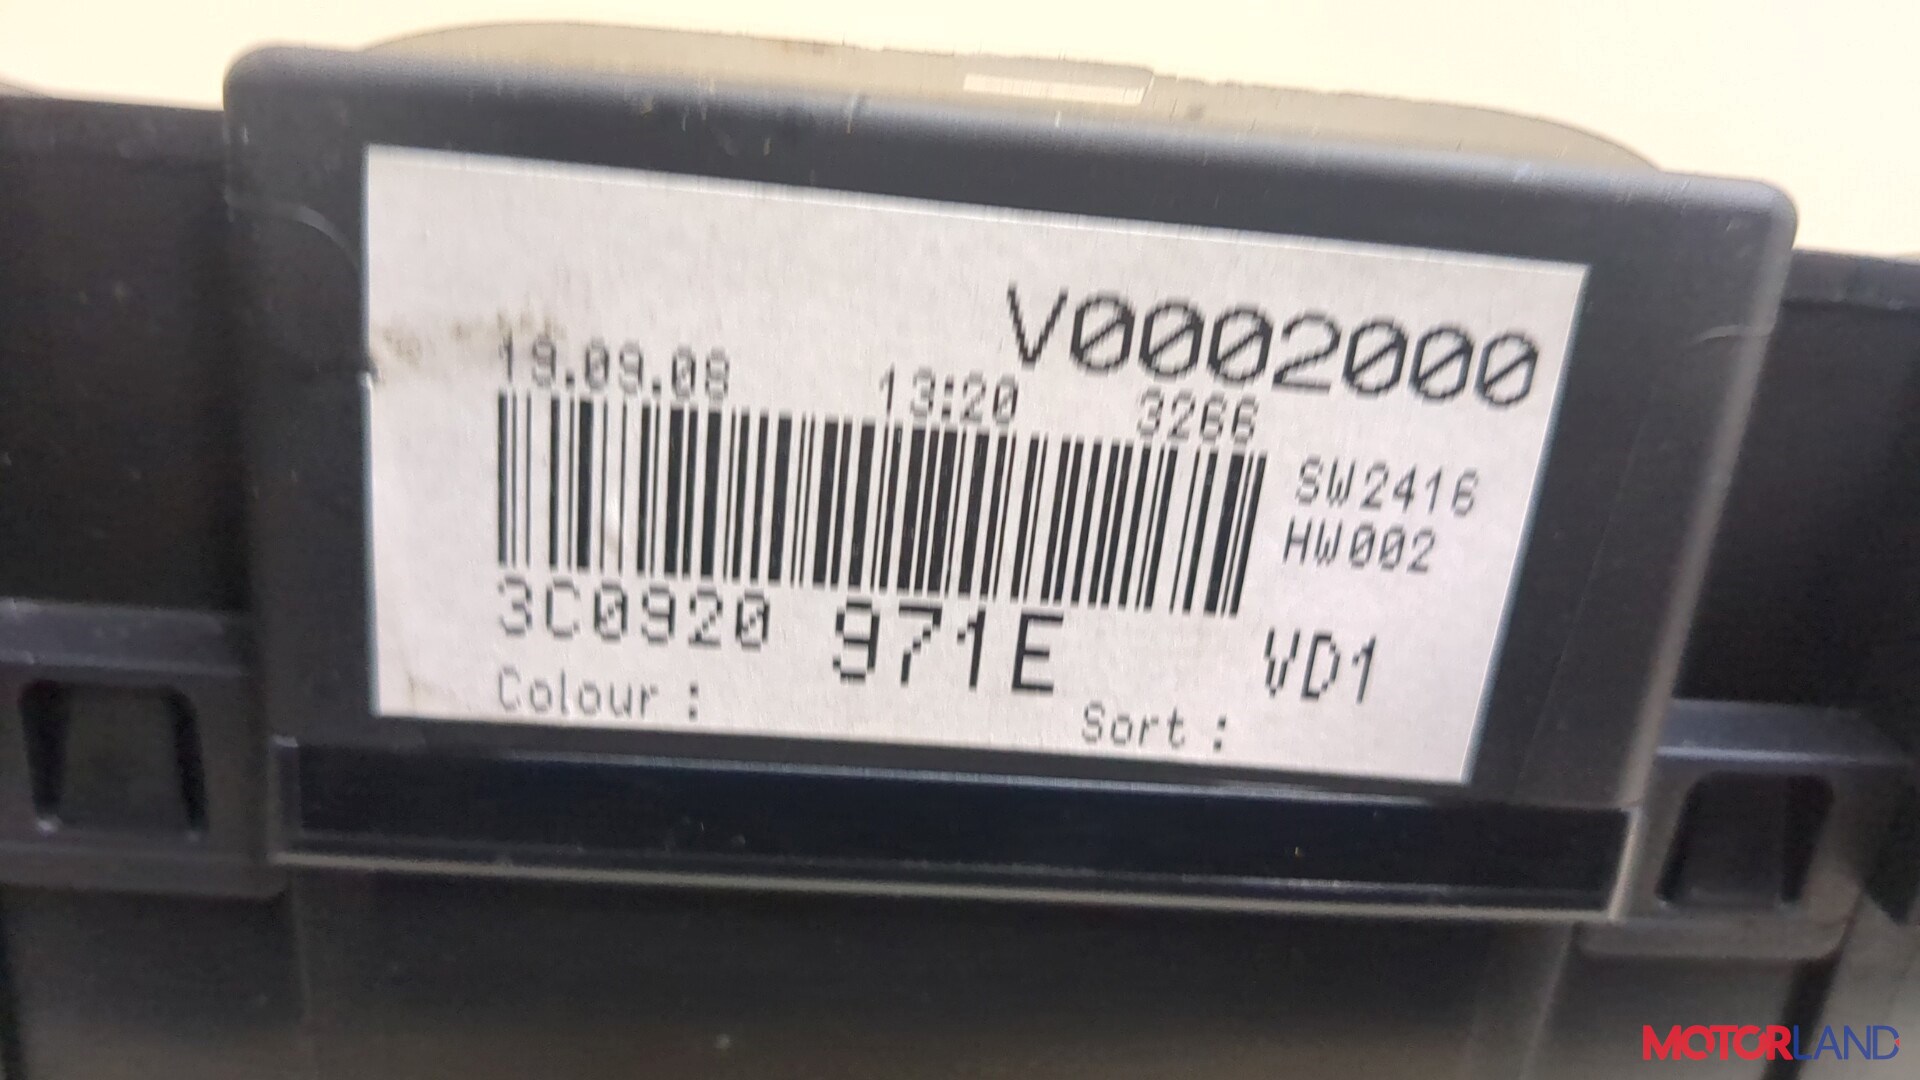 V0002000
19.09.08 13:20 3266
SW2416
HW002
3C0920 971E VD1
Colour :
Sort :
MOTORLAND